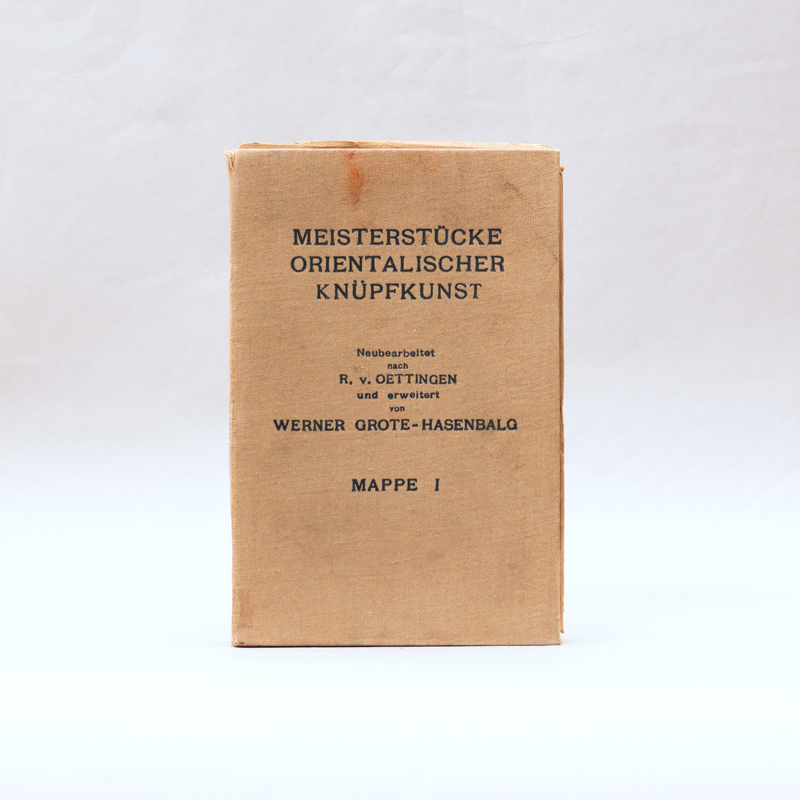 MEISTERSTÜCKE
ORIENTALISCHER
KNÜPFKUNST
Neubearbeitet
nach
R. v. OETTINGEN
und erweitert
von
WERNER GROTE-HASENBALG
MAPPE I